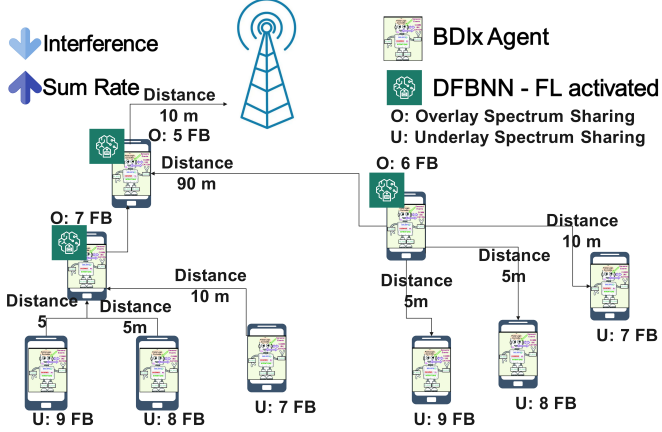 Interference
Sum Rate
BDIx Agent
DFBNN - FL activated
O: Overlay Spectrum Sharing
U: Underlay Spectrum Sharing
Distance
10 m
O: 5 FB
Distance
90 m
O: 6 FB
O: 7 FB
Distance
10 m
Distance
5m
Distance
5m
Distance
10 m
Distance
5
Distance
5m
U: 7 FB
U: 9 FB
U: 8 FB
U: 7 FB
U: 9 FB
U: 8 FB